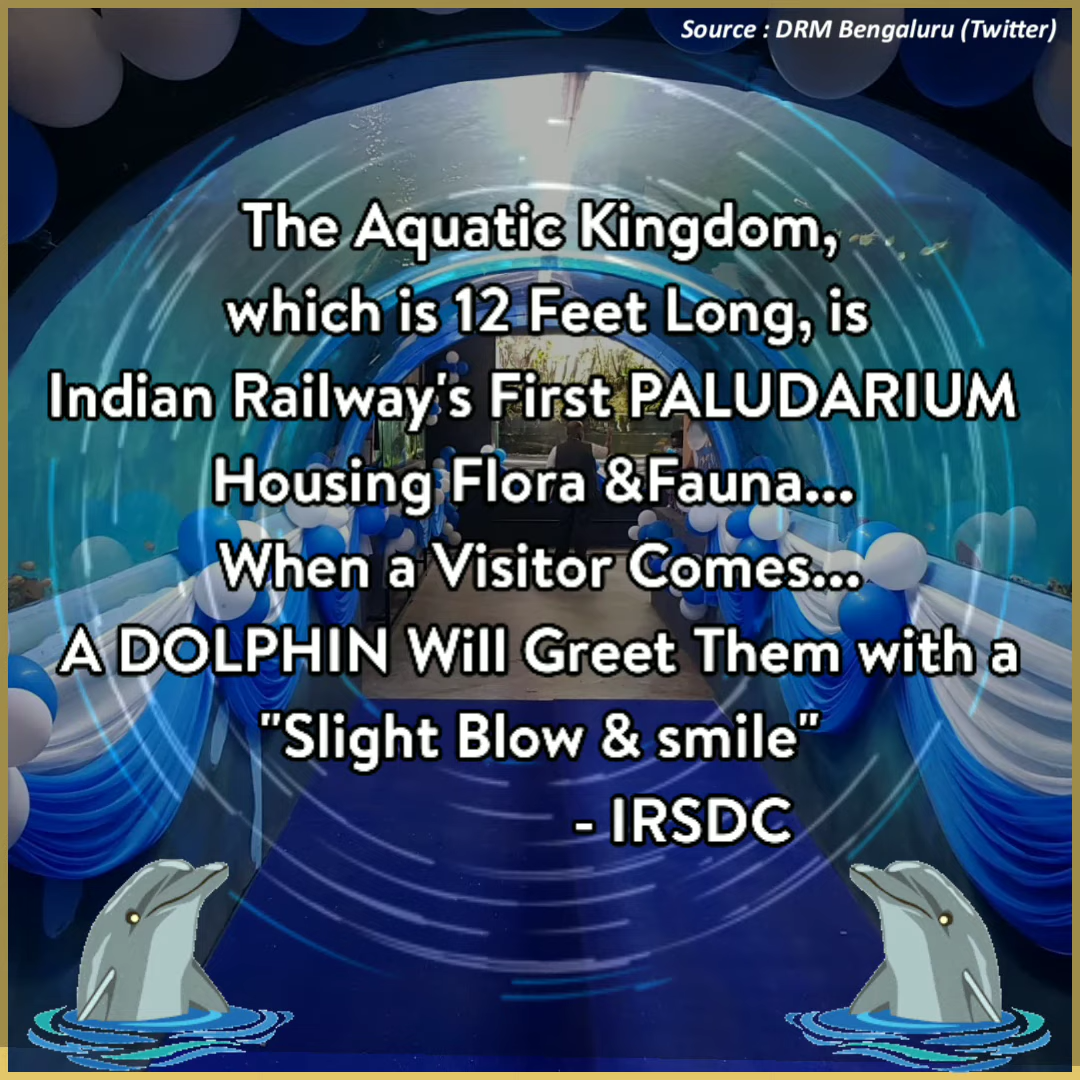 Source : DRM Bengaluru (Twitter)
The Aquatic Kingdom,
which is 12 Feet Long, is
Indian Railway's First PALUDARIUM
Housing Flora &Fauna...
When a Visitor Comes...
A DOLPHIN Will Greet Them with a
"Slight Blow & smile"
- IRSDC